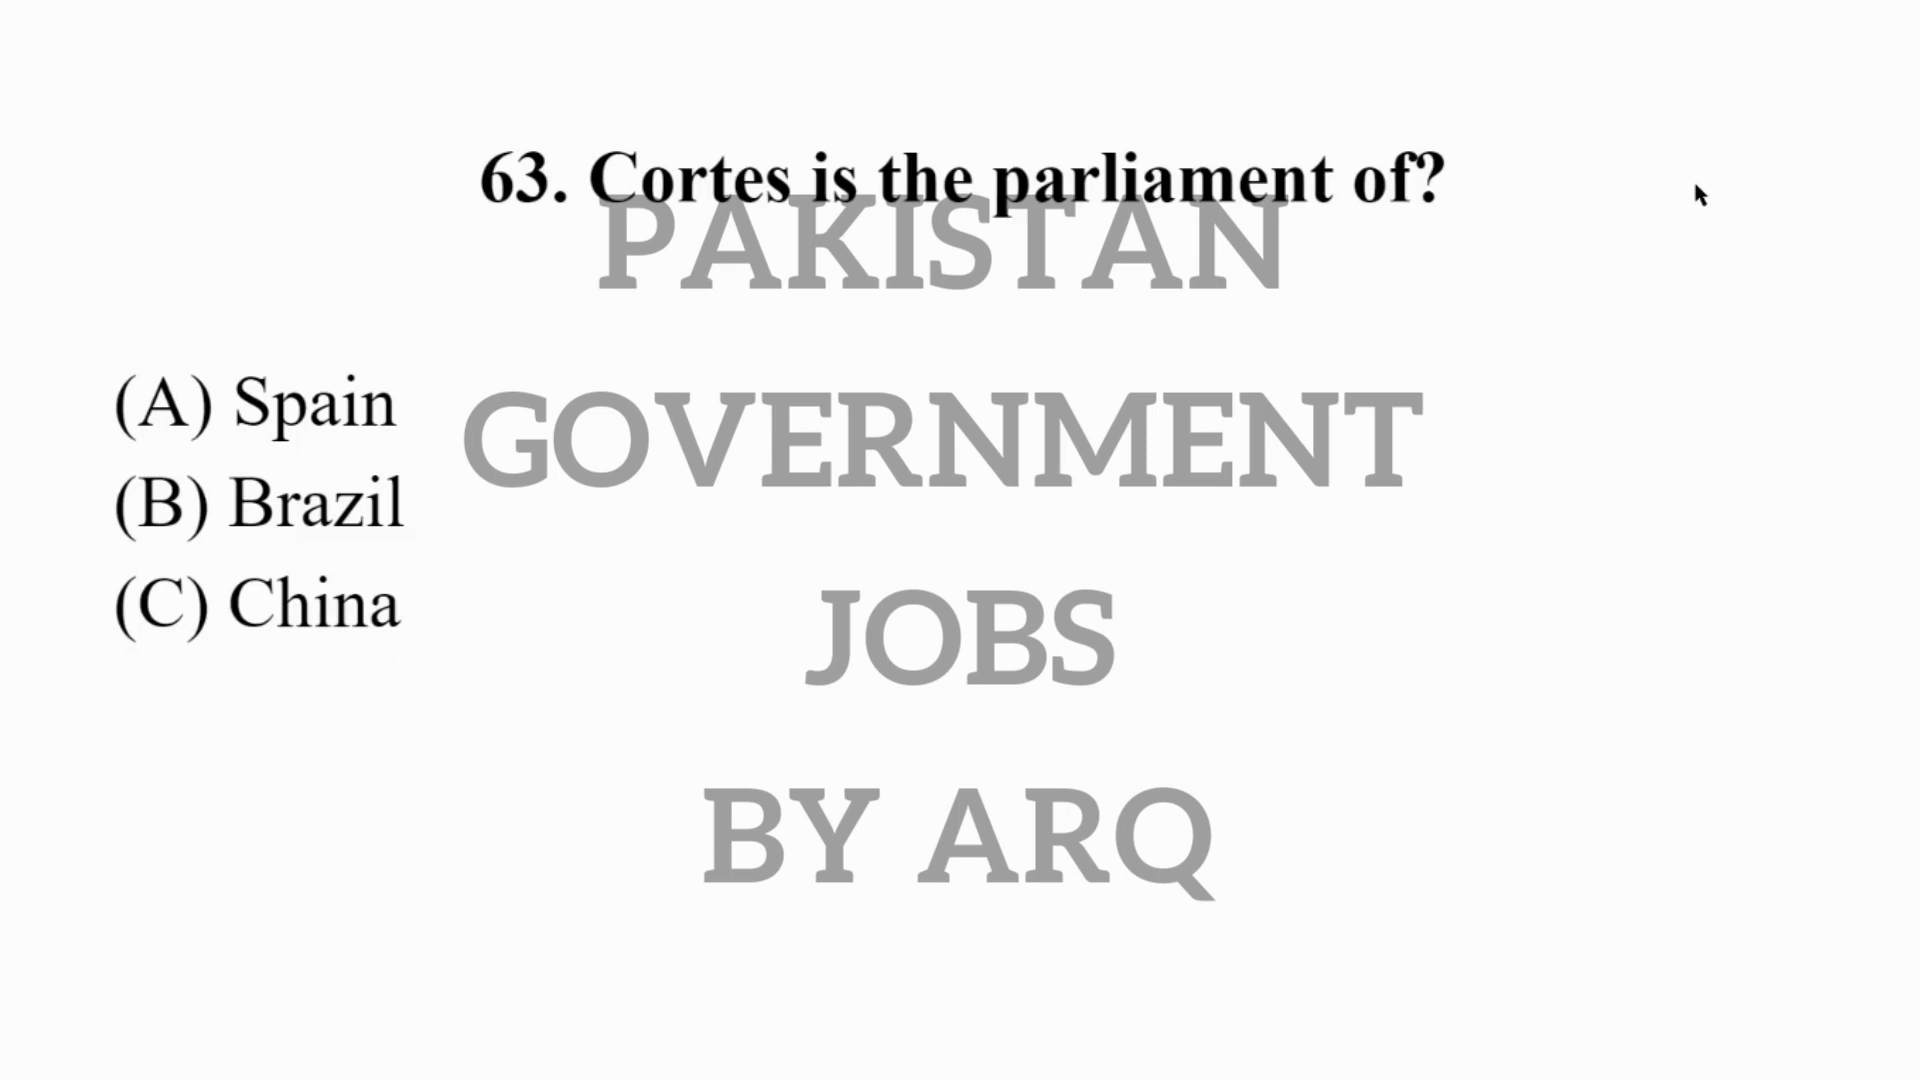 63. Cortes is the parliament of?
PAKISTAN
(A) Spain
GOVERNMENT
(B) Brazil
(C) China
JOBS
BY ARQ